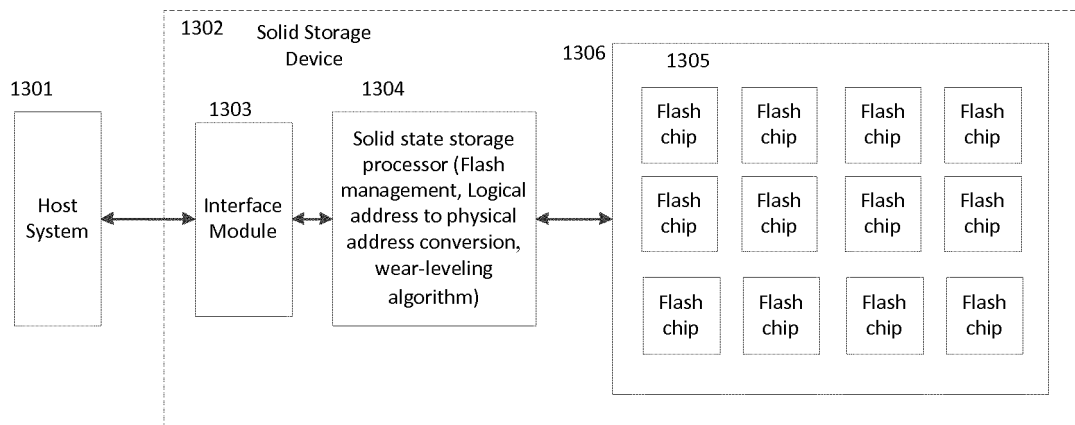 1302
Solid Storage
Device
1306
1305
1301
1303
1304
Host
System
Interface
Module
Solid state storage
processor (Flash
management, Logical
address to physical
address conversion,
wear-leveling
algorithm)
Flash
chip
Flash
chip
Flash
chip
Flash
chip
Flash
chip
Flash
chip
Flash
chip
Flash
chip
Flash
chip
Flash
chip
Flash
chip
Flash
chip